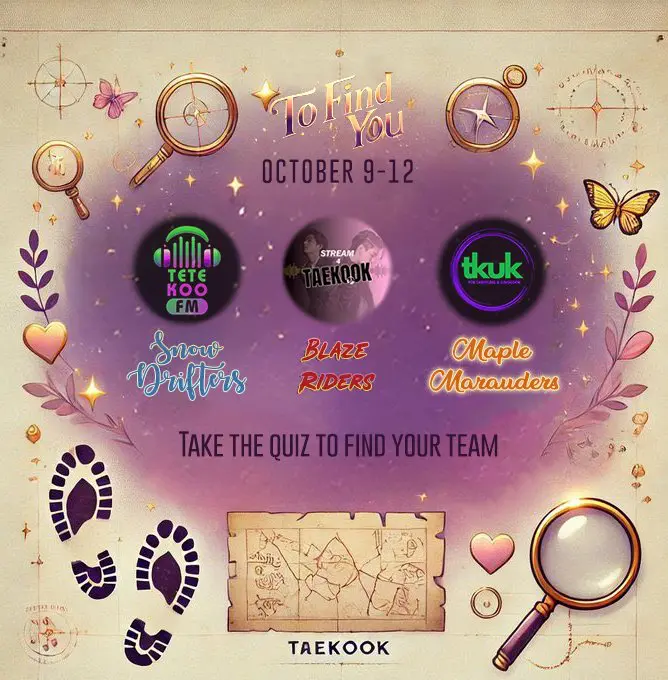 To Find
You
OCTOBER 9-12
TETE
KOO
FM
STREAM
4
TAEKOOK
tkuk
Snow
Drifters
BLAZE
RIDERS
Maple
Marauders
TAKE THE QUIZ TO FIND YOUR TEAM
TAEKOOK